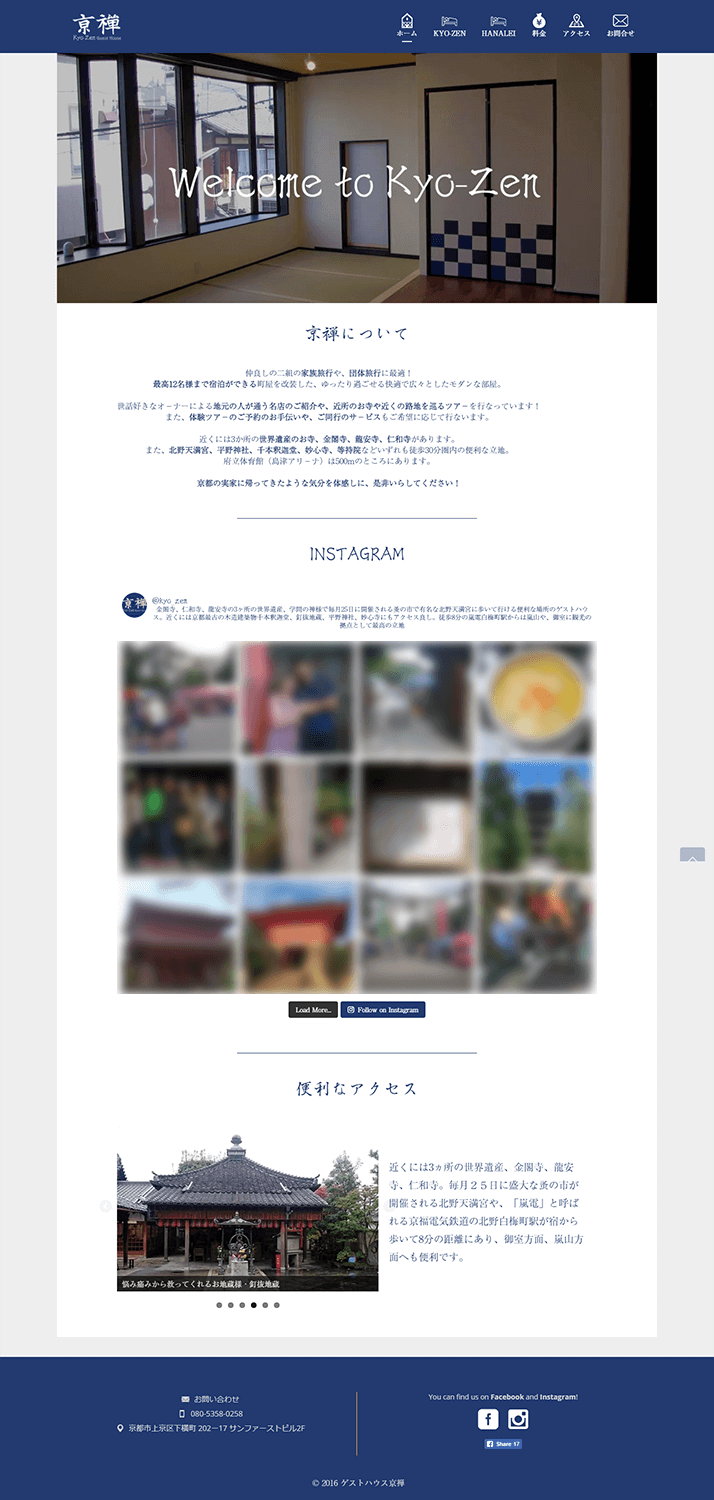 京禅
Kyo-Zen Guest House
ホーム
KYO-ZEN
HANALEI
料金
アクセス
お問合せ
Welcome to Kyo-Zen
京禅について
仲良しの二組の家族旅行や、団体旅行に最適！
最高12名様まで宿泊ができる町屋を改装した、ゆったり過ごせる快適で広々としたモダンな部屋。
世話好きなオーナーによる地元の人が通う名店のご紹介や、近所のお寺や近くの路地を巡るツアーを行なっています！
また、体験ツアーのご予約のお手伝いや、ご同行のサービスもご希望に応じて行ないます。
近くには3か所の世界遺産のお寺、金閣寺、龍安寺、仁和寺があります。
また、北野天満宮、平野神社、千本釈迦堂、妙心寺、等持院などいずれも徒歩30分圏内の便利な立地。
府立体育館（島津アリーナ）は500mのところにあります。
京都の実家に帰ってきたような気分を体感しに、是非いらしてください！
INSTAGRAM
京禅
@kyo_zen
金閣寺、仁和寺、龍安寺の3ヶ所の世界遺産、学問の神様で毎月25日に開催される蚤の市で有名な北野天満宮に歩いて行ける便利な場所のゲストハウ
ス。近くには京都最古の木造建築物千本釈迦堂、釘抜地蔵、平野神社、妙心寺にもアクセス良し。徒歩8分の嵐電白梅町駅からは嵐山や、御室に観光の
拠点として最高の立地
Load More...
Follow on Instagram
便利なアクセス
悩み痛みから救ってくれるお地蔵様・釘抜地蔵
近くには3ヵ所の世界遺産、金閣寺、龍安
寺、仁和寺。毎月２５日に盛大な蚤の市が
開催される北野天満宮や、「嵐電」と呼ば
れる京福電気鉄道の北野白梅町駅が宿から
歩いて8分の距離にあり、御室方面、嵐山方
面へも便利です。
お問い合わせ
080-5358-0258
京都市上京区下横町 202－17 サンファーストビル2F
You can find us on Facebook and Instagram!
Share 17
© 2016 ゲストハウス京禅